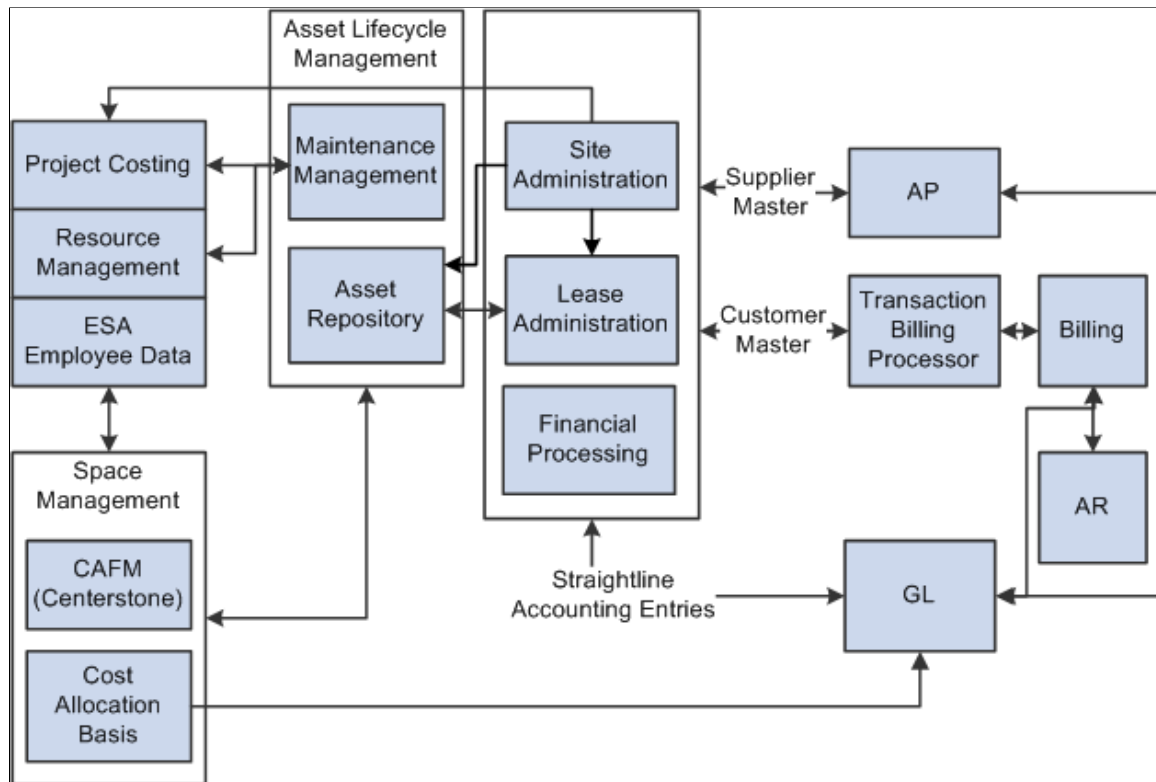 Asset Lifecycle
Management
Project Costing
Maintenance
Management
Site
Administration
Supplier
Master
AP
Resource
Management
Asset
Repository
Lease
Administration
Customer
Master
Transaction
Billing
Processor
Billing
ESA
Employee Data
Financial
Processing
Space
Management
AR
CAFM
(Centerstone)
Straightline
Accounting Entries
GL
Cost
Allocation
Basis